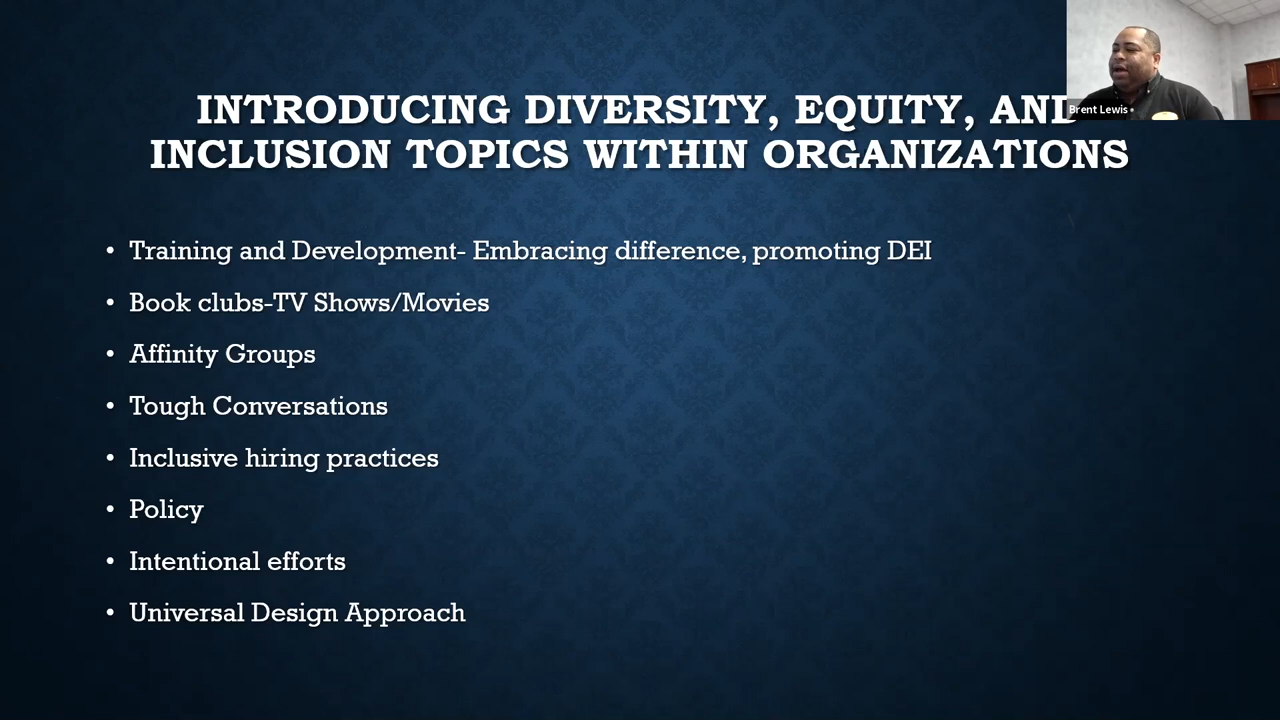 INTRODUCING DIVERSITY, EQUITY, AND
INCLUSION TOPICS WITHIN ORGANIZATIONS
• Training and Development- Embracing difference, promoting DEI
• Book clubs-TV Shows/Movies
• Affinity Groups
• Tough Conversations
• Inclusive hiring practices
• Policy
• Intentional efforts
• Universal Design Approach
Brent Lewis